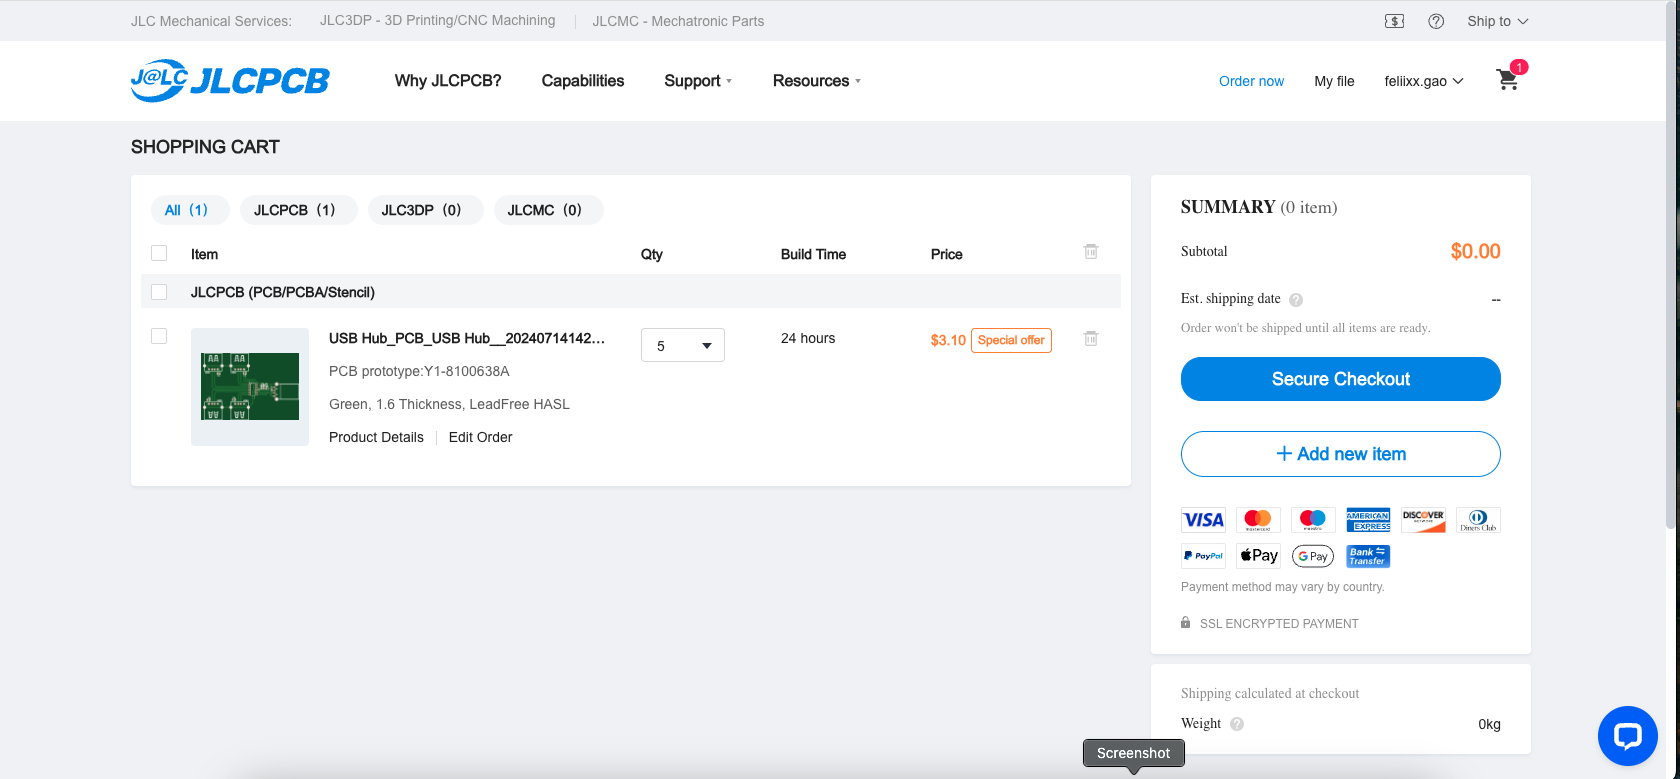 JLC Mechanical Services: JLC3DP - 3D Printing/CNC Machining JLCMC - Mechatronic Parts Ship to
J@LC JLCPCB Why JLCPCB? Capabilities Support Resources Order now My file feliixx.gao 1
SHOPPING CART
All (1) JLCPCB (1) JLC3DP (0) JLCMC (0)
Item Qty Build Time Price
JLCPCB (PCB/PCBA/Stencil)
USB Hub_PCB_USB Hub__20240714142... 5 24 hours $3.10 Special offer
PCB prototype:Y1-8100638A
Green, 1.6 Thickness, LeadFree HASL
Product Details Edit Order
SUMMARY (0 item)
Subtotal $0.00
Est. shipping date ? --
Order won't be shipped until all items are ready.
Secure Checkout
+ Add new item
VISA mastercard maestro AMERICAN EXPRESS DISCOVER NETWORK Diners Club
PayPal Pay G Pay Bank Transfer
Payment method may vary by country.
SSL ENCRYPTED PAYMENT
Shipping calculated at checkout
Weight ? 0kg
Screenshot